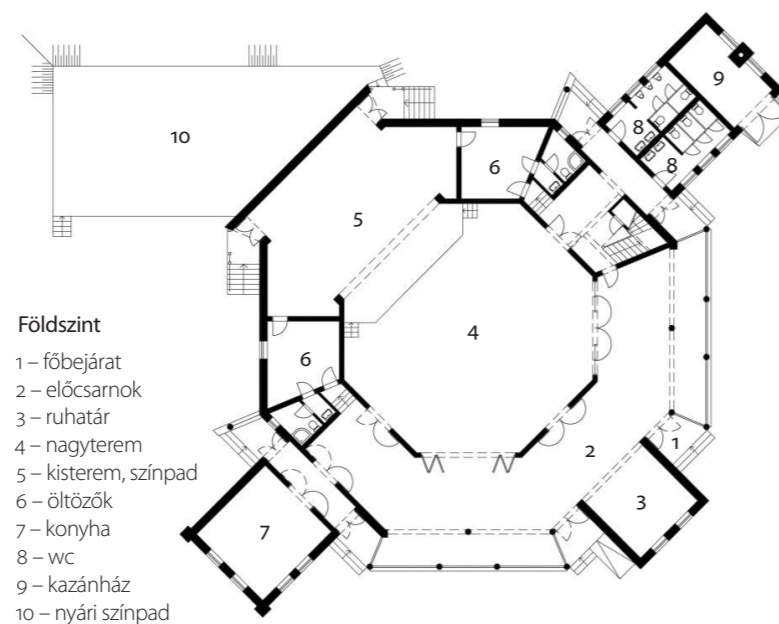 9
8
8
10
6
5
4
6
1
2
3
7
Földszint
1 – főbejárat
2 – előcsarnok
3 – ruhatár
4 – nagyterem
5 – kisterem, színpad
6 – öltözők
7 – konyha
8 – wc
9 – kazánház
10 – nyári színpad